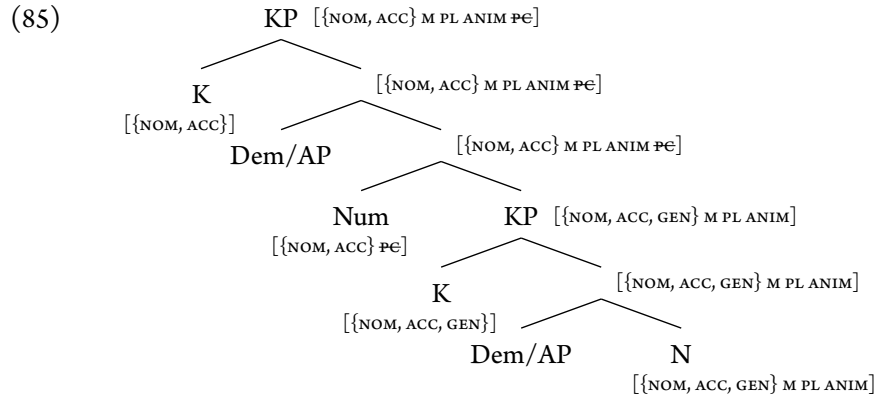 (85)
KP [{NOM, ACC} M PL ANIM PC]
K [{NOM, ACC} M PL ANIM PC]
[{NOM, ACC}]
Dem/AP [{NOM, ACC} M PL ANIM PC]
Num KP [{NOM, ACC, GEN} M PL ANIM]
[{NOM, ACC} PC]
K [{NOM, ACC, GEN} M PL ANIM]
[{NOM, ACC, GEN}]
Dem/AP N
[{NOM, ACC, GEN} M PL ANIM]